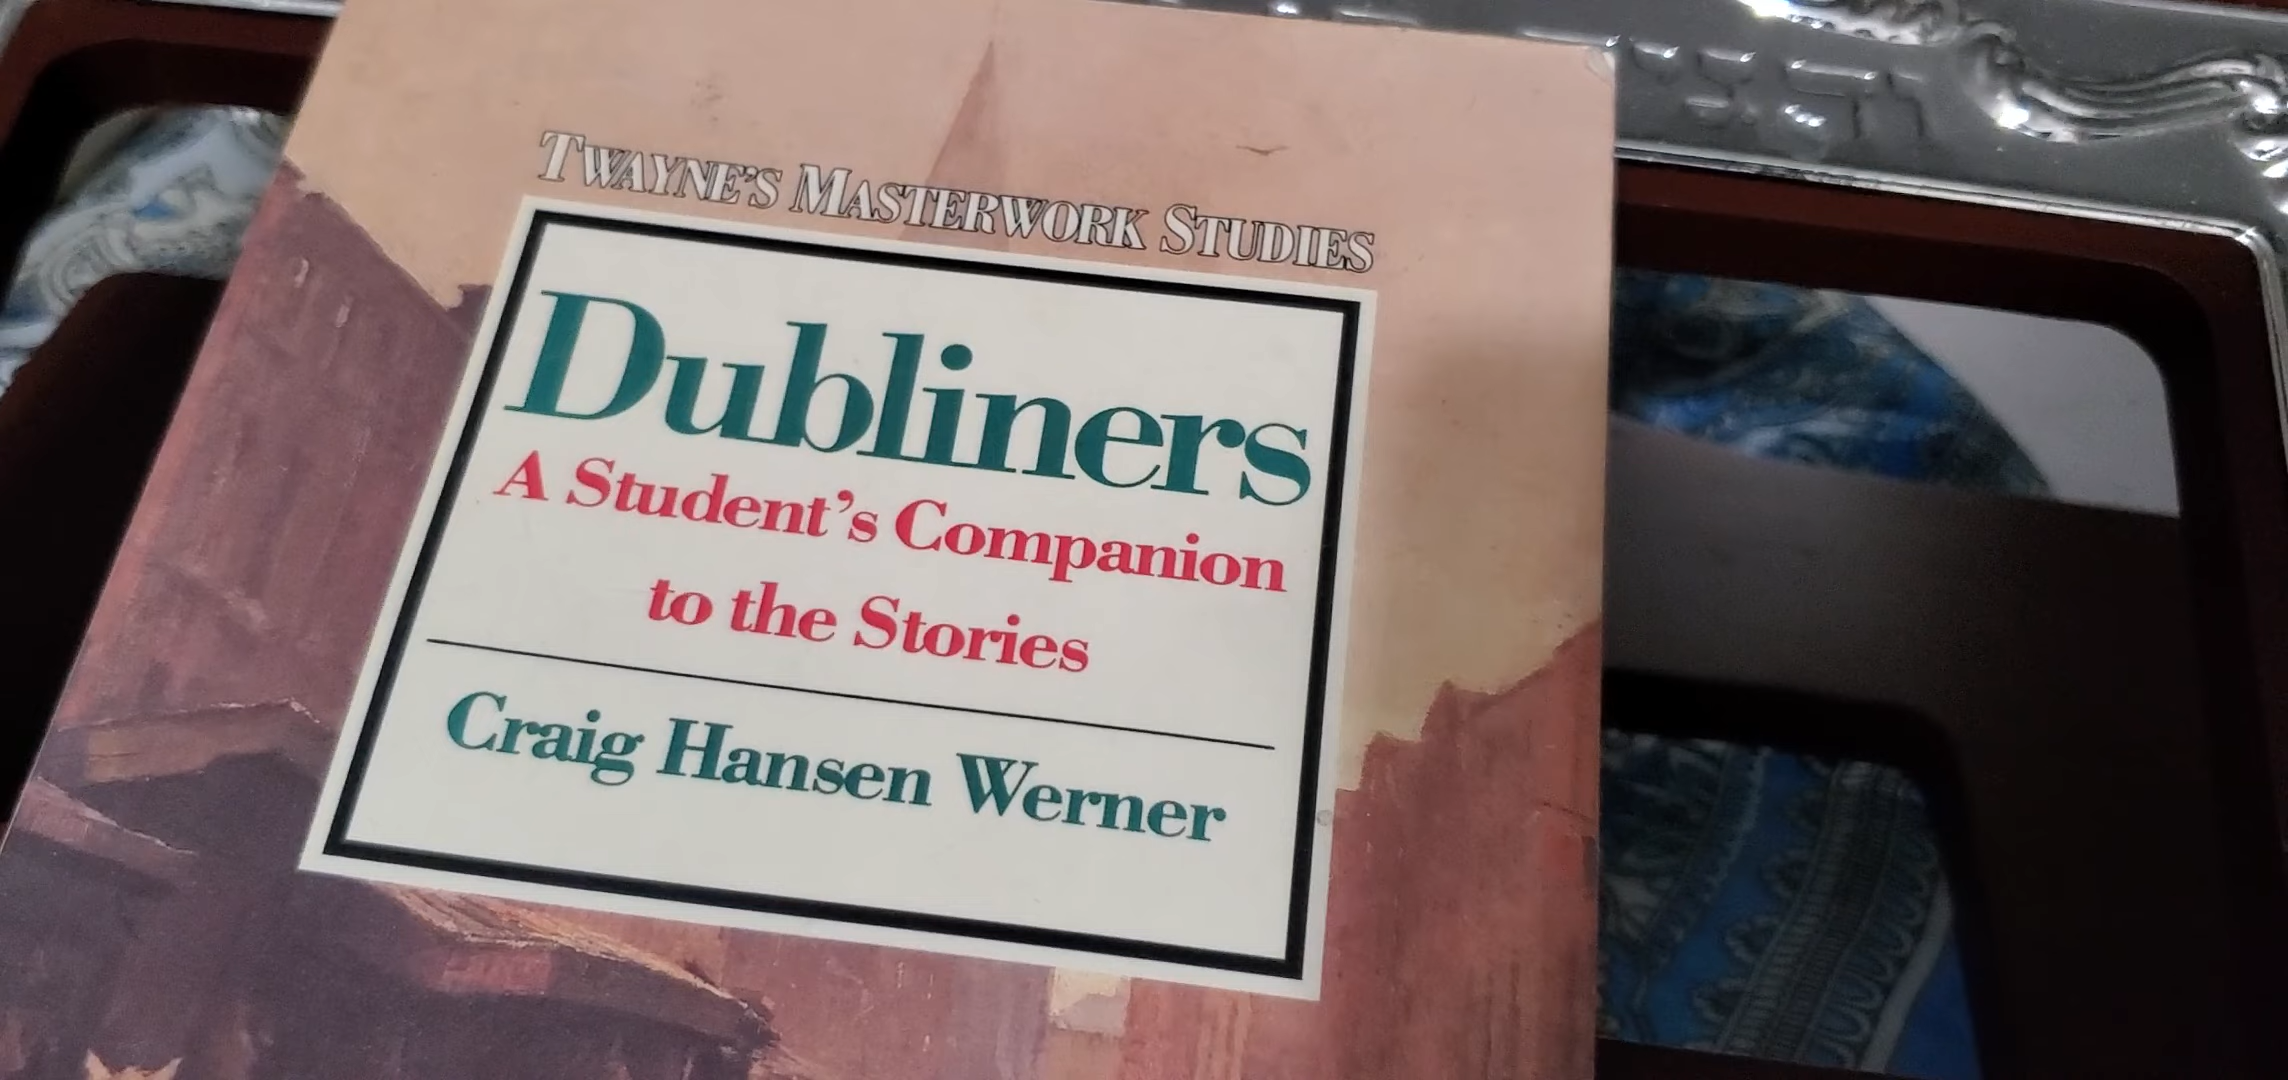 TWAYNE'S MASTERWORK STUDIES
Dubliners
A Student's Companion
to the Stories
Craig Hansen Werner